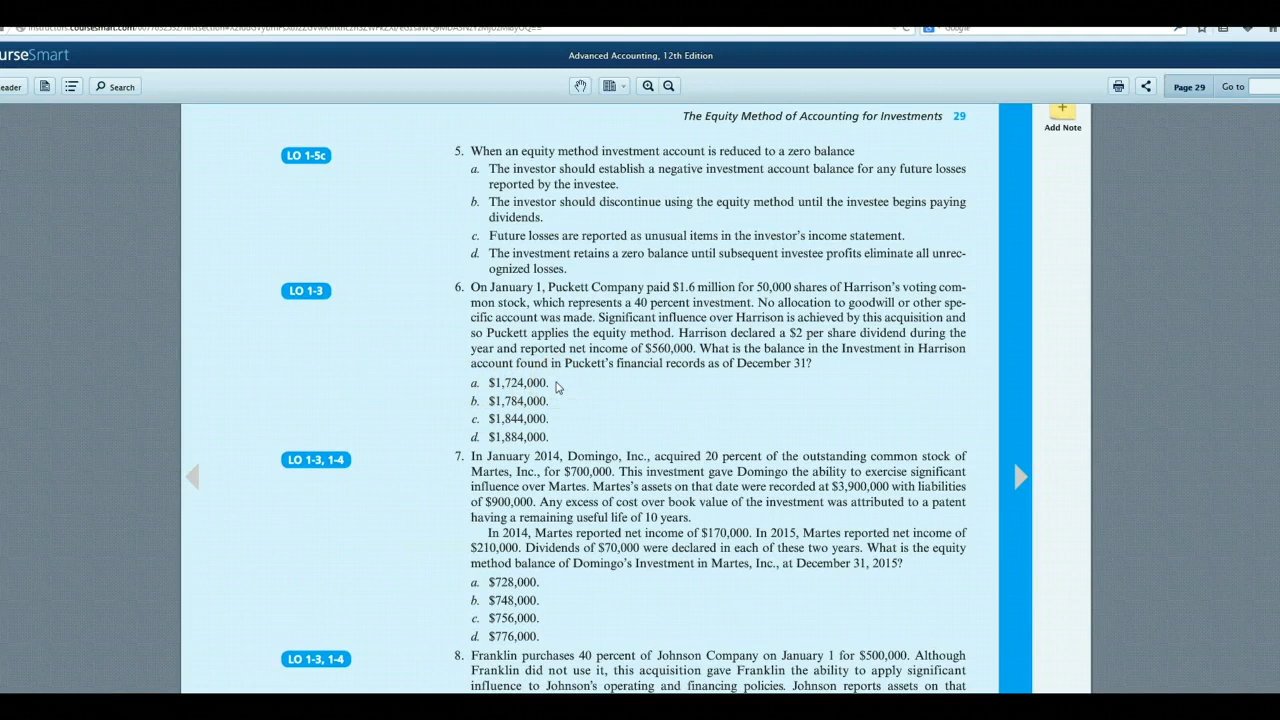 urseSmart
Advanced Accounting, 12th Edition
eader
Search
Page 29
Go to
The Equity Method of Accounting for Investments 29
Add Note
LO 1-5c
5. When an equity method investment account is reduced to a zero balance
a. The investor should establish a negative investment account balance for any future losses
reported by the investee.
b. The investor should discontinue using the equity method until the investee begins paying
dividends.
c. Future losses are reported as unusual items in the investor's income statement.
d. The investment retains a zero balance until subsequent investee profits eliminate all unrec-
ognized losses.
LO 1-3
6. On January 1, Puckett Company paid $1.6 million for 50,000 shares of Harrison's voting com-
mon stock, which represents a 40 percent investment. No allocation to goodwill or other spe-
cific account was made. Significant influence over Harrison is achieved by this acquisition and
so Puckett applies the equity method. Harrison declared a $2 per share dividend during the
year and reported net income of $560,000. What is the balance in the Investment in Harrison
account found in Puckett's financial records as of December 31?
a. $1,724,000.
b. $1,784,000.
c. $1,844,000.
d. $1,884,000.
LO 1-3, 1-4
7. In January 2014, Domingo, Inc., acquired 20 percent of the outstanding common stock of
Martes, Inc., for $700,000. This investment gave Domingo the ability to exercise significant
influence over Martes. Martes's assets on that date were recorded at $3,900,000 with liabilities
of $900,000. Any excess of cost over book value of the investment was attributed to a patent
having a remaining useful life of 10 years.
In 2014, Martes reported net income of $170,000. In 2015, Martes reported net income of
$210,000. Dividends of $70,000 were declared in each of these two years. What is the equity
method balance of Domingo's Investment in Martes, Inc., at December 31, 2015?
a. $728,000.
b. $748,000.
c. $756,000.
d. $776,000.
LO 1-3, 1-4
8. Franklin purchases 40 percent of Johnson Company on January 1 for $500,000. Although
Franklin did not use it, this acquisition gave Franklin the ability to apply significant
influence to Johnson's operating and financing policies. Johnson reports assets on that